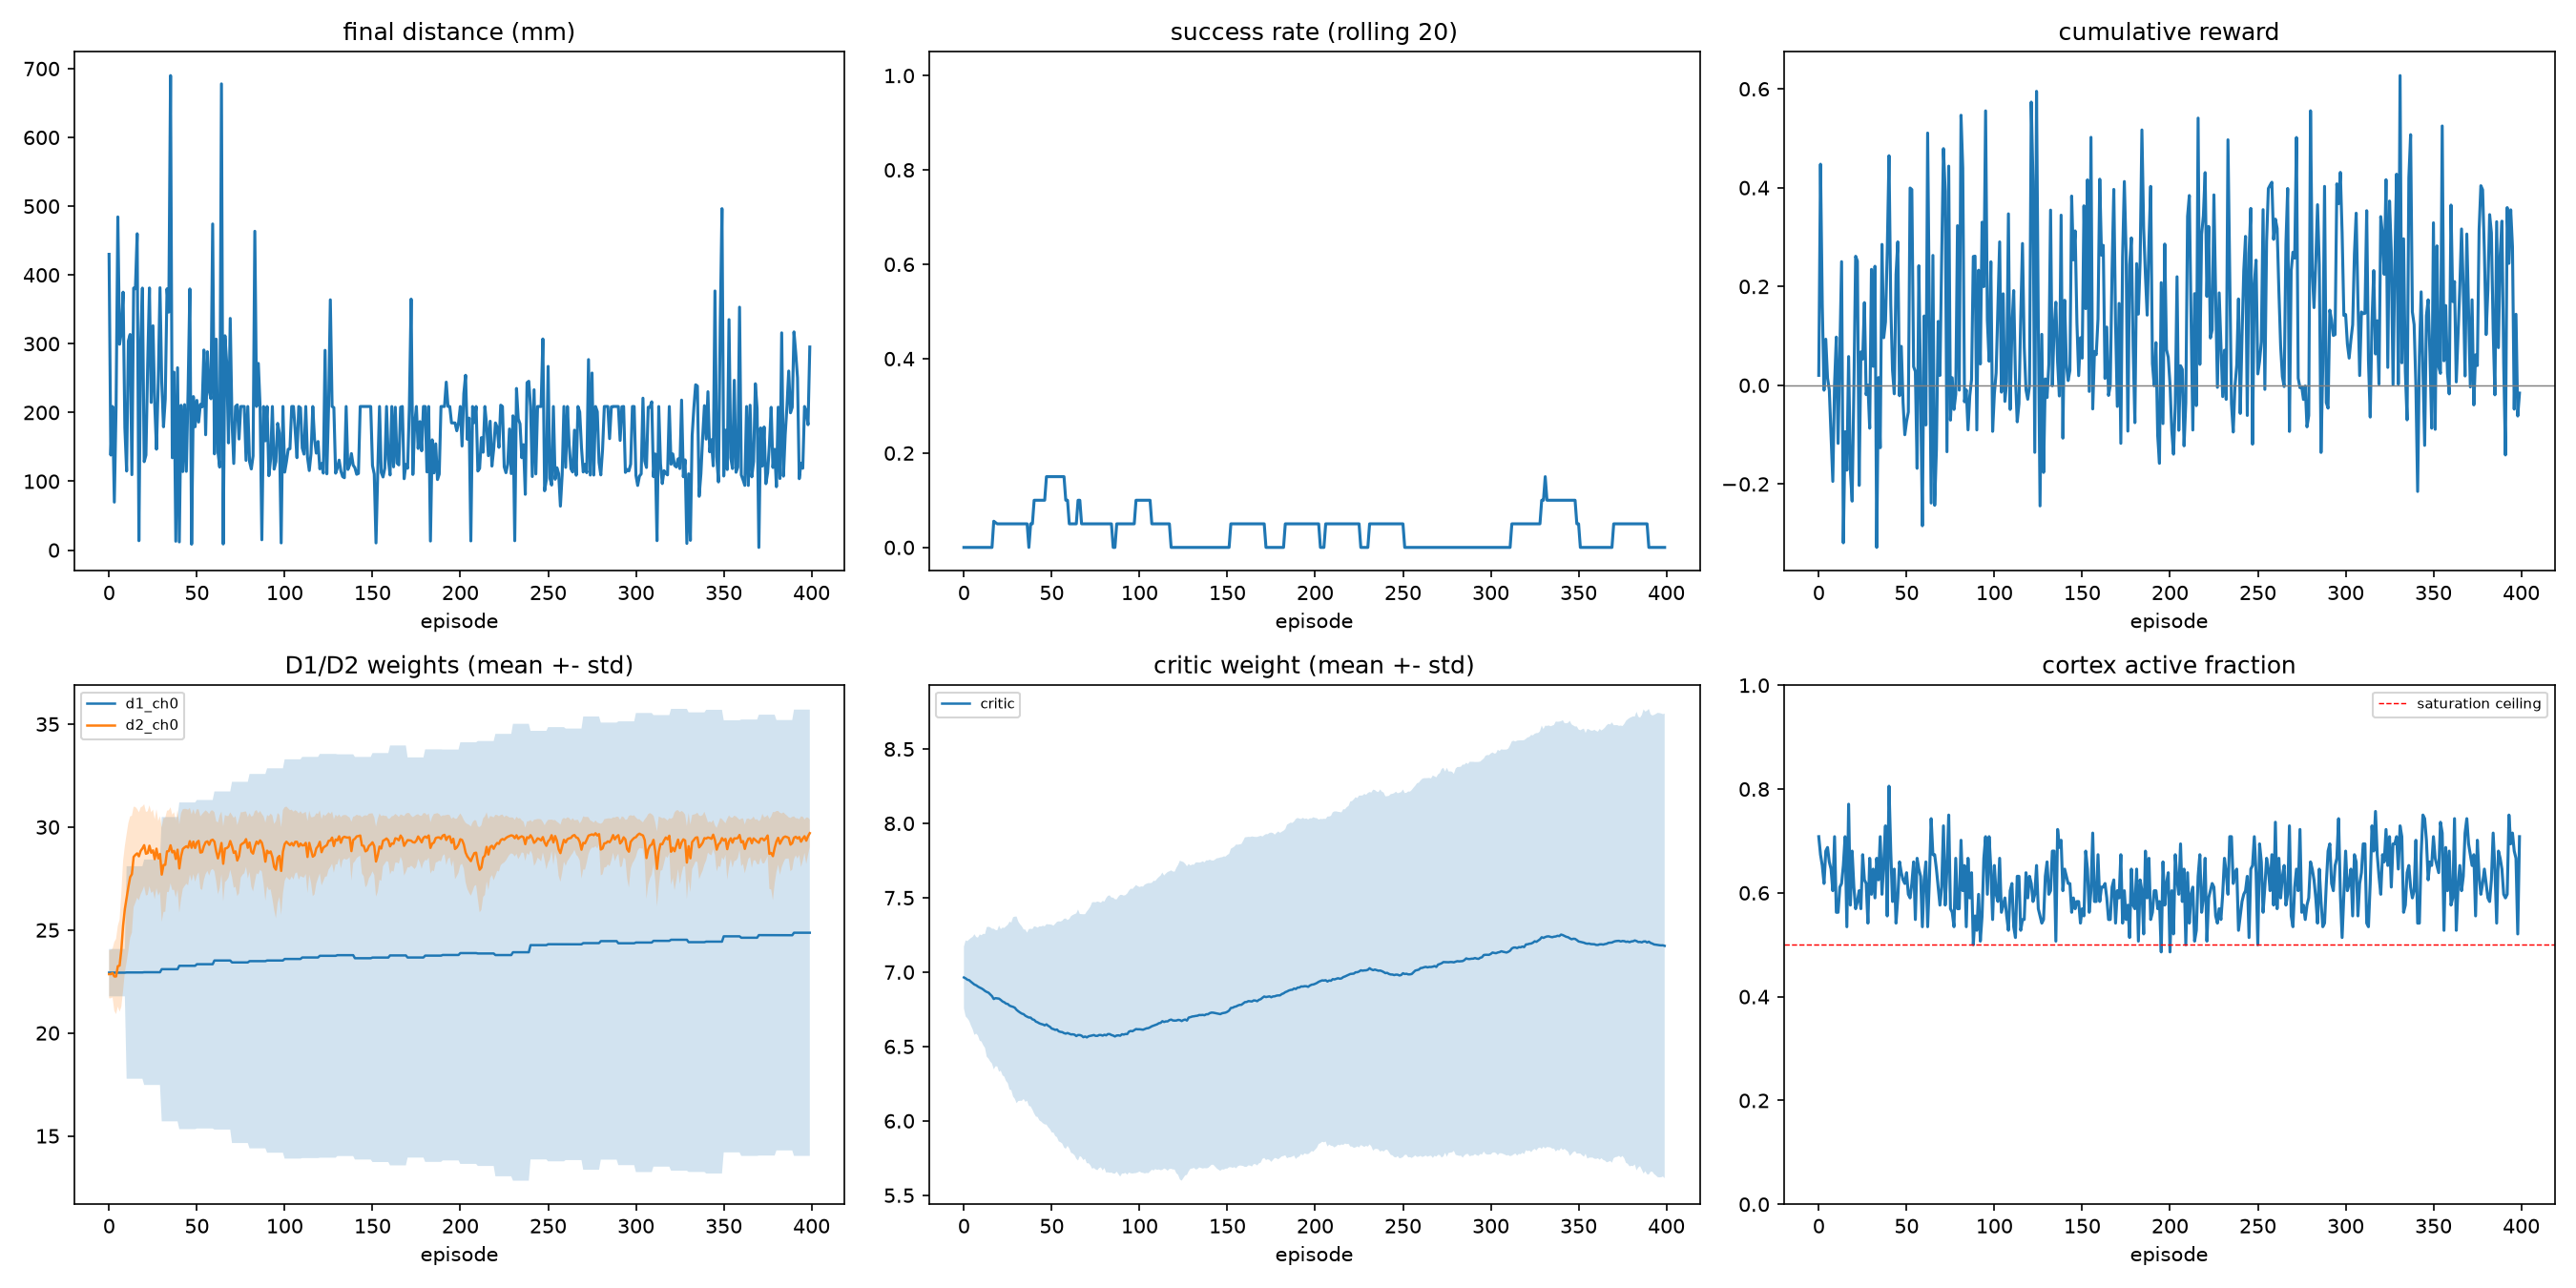 final distance (mm)
700
600
500
400
300
200
100
0
0 50 100 150 200 250 300 350 400
episode
success rate (rolling 20)
1.0
0.8
0.6
0.4
0.2
0.0
0 50 100 150 200 250 300 350 400
episode
cumulative reward
0.6
0.4
0.2
0.0
−0.2
0 50 100 150 200 250 300 350 400
episode
D1/D2 weights (mean +- std)
d1_ch0
d2_ch0
35
30
25
20
15
0 50 100 150 200 250 300 350 400
episode
critic weight (mean +- std)
critic
8.5
8.0
7.5
7.0
6.5
6.0
5.5
0 50 100 150 200 250 300 350 400
episode
cortex active fraction
saturation ceiling
1.0
0.8
0.6
0.4
0.2
0.0
0 50 100 150 200 250 300 350 400
episode